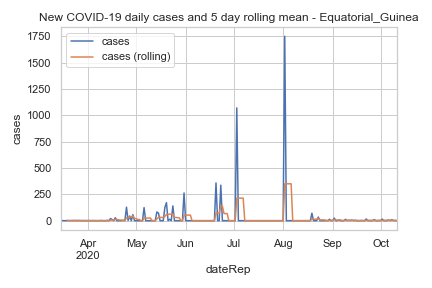 New COVID-19 daily cases and 5 day rolling mean - Equatorial_Guinea
cases
cases (rolling)
1750
1500
1250
1000
750
500
250
0
cases
Apr May Jun Jul Aug Sep Oct
2020
dateRep